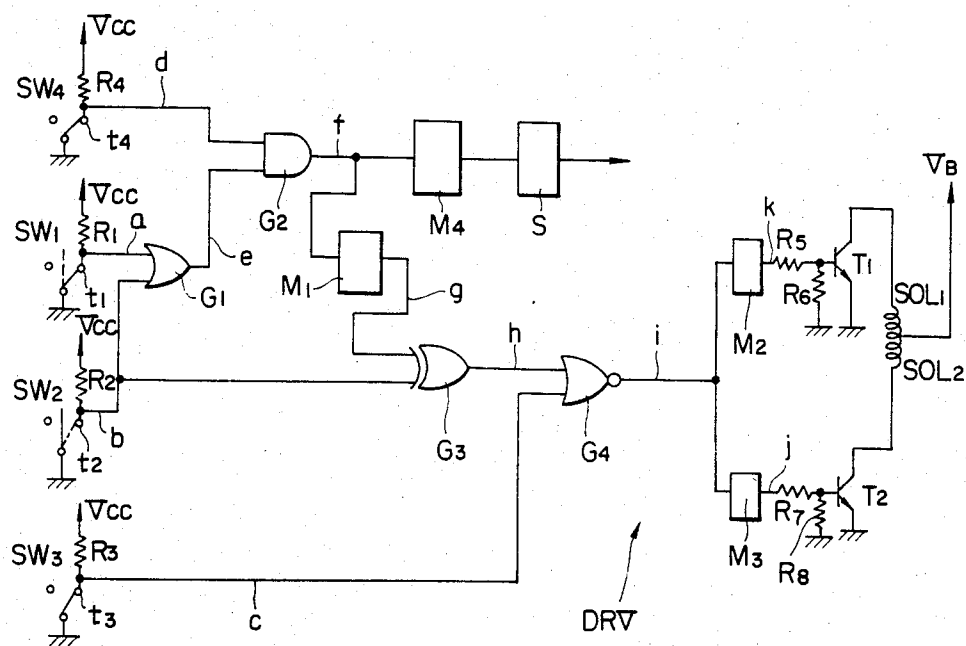 VCC
d
SW4 R4
t4
f
G2
M4
S
VCC
SW1 R1 a
t1
G1
e
M1
g
VCC
SW2 R2
t2
b
G3
h
G4
i
VCC
SW3 R3
t3
c
DRV
M2
k
R5
R6
T1
VB
SOL1
SOL2
M3
j
R7
R8
T2